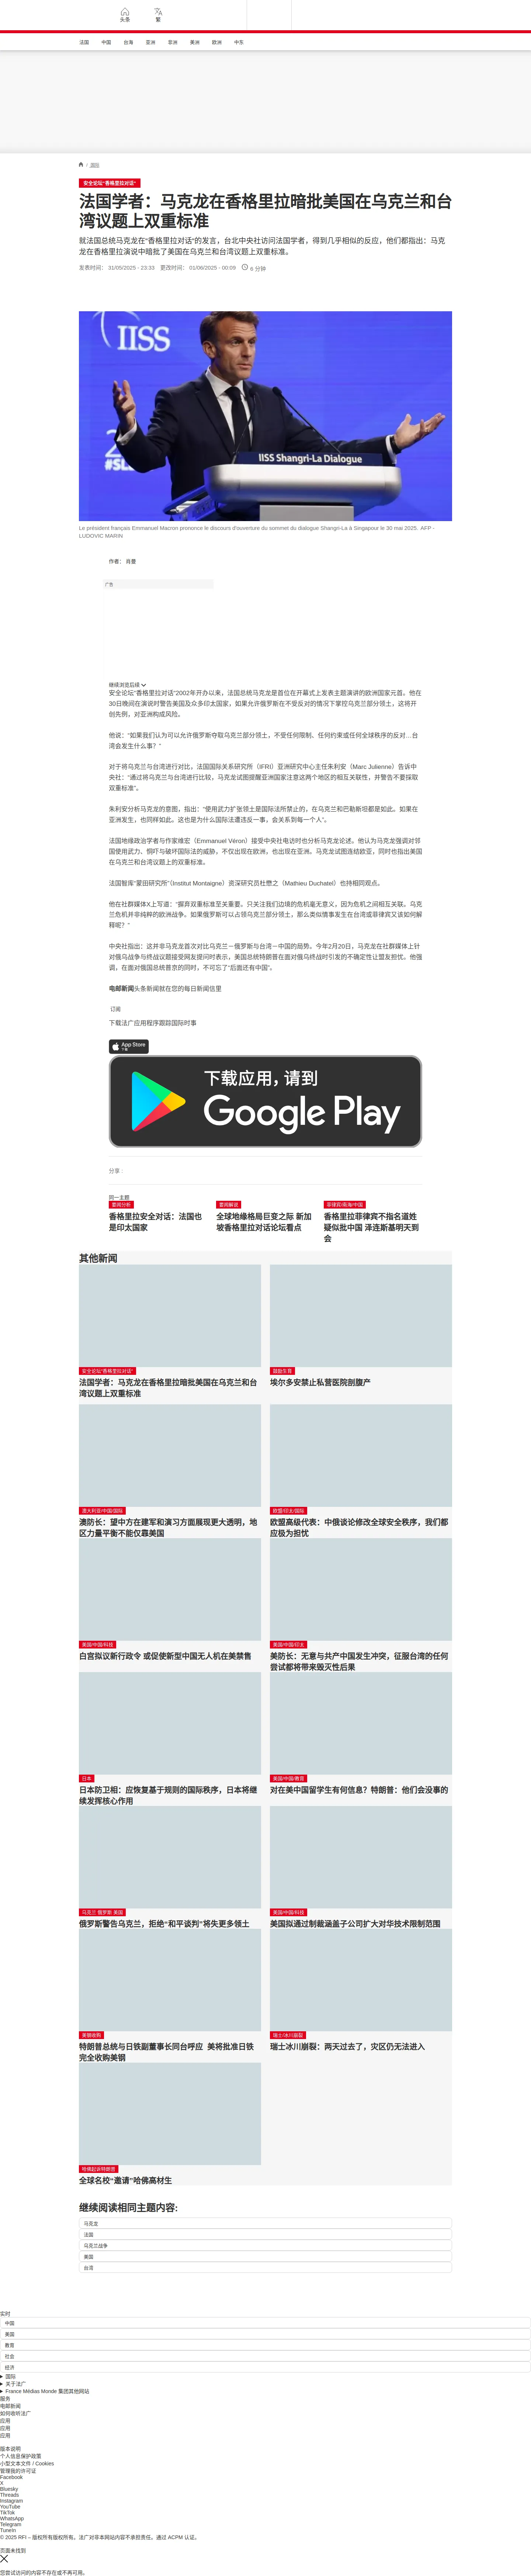 头条
繁
法国 中国 台海 亚洲 非洲 美洲 欧洲 中东
/ 国际
安全论坛“香格里拉对话”
法国学者：马克龙在香格里拉暗批美国在乌克兰和台
湾议题上双重标准
就法国总统马克龙在“香格里拉对话”的发言，台北中央社访问法国学者，得到几乎相似的反应，他们都指出：马克
龙在香格里拉演说中暗批了美国在乌克兰和台湾议题上双重标准。
发表时间： 31/05/2025 - 23:33 更改时间： 01/06/2025 - 00:09 6 分钟
IISS
IISS Shangri-La Dialogue
Le président français Emmanuel Macron prononce le discours d'ouverture du sommet du dialogue Shangri-La à Singapour le 30 mai 2025. AFP -
LUDOVIC MARIN
作者： 肖曼
广告
继续浏览后续
安全论坛“香格里拉对话”2002年开办以来，法国总统马克龙是首位在开幕式上发表主题演讲的欧洲国家元首。他在
30日晚间在演说时警告美国及众多印太国家，如果允许俄罗斯在不受反对的情况下掌控乌克兰部分领土，这将开
创先例，对亚洲构成风险。
他说：“如果我们认为可以允许俄罗斯夺取乌克兰部分领土，不受任何限制、任何约束或任何全球秩序的反对…台
湾会发生什么事？”
对于将乌克兰与台湾进行对比，法国国际关系研究所（IFRI）亚洲研究中心主任朱利安（Marc Julienne）告诉中
央社：“通过将乌克兰与台湾进行比较，马克龙试图提醒亚洲国家注意这两个地区的相互关联性，并警告不要采取
双重标准”。
朱利安分析马克龙的意图，指出：“使用武力扩张领土是国际法所禁止的，在乌克兰和巴勒斯坦都是如此。如果在
亚洲发生，也同样如此。这也是为什么国际法遭违反一事，会关系到每一个人”。
法国地缘政治学者与作家维宏（Emmanuel Véron）接受中央社电访时也分析马克龙论述。他认为马克龙强调对邻
国使用武力、恫吓与破坏国际法的威胁，不仅出现在欧洲，也出现在亚洲。马克龙试图连结欧亚，同时也指出美国
在乌克兰和台湾议题上的双重标准。
法国智库“蒙田研究所”（Institut Montaigne）资深研究员杜懋之（Mathieu Duchatel）也持相同观点。
他在社群媒体X上写道：“摒弃双重标准至关重要。只关注我们边境的危机毫无意义，因为危机之间相互关联。乌克
兰危机并非纯粹的欧洲战争。如果俄罗斯可以占领乌克兰部分领土，那么类似情事发生在台湾或菲律宾又该如何解
释呢？”
中央社指出：这并非马克龙首次对比乌克兰－俄罗斯与台湾－中国的局势。今年2月20日，马克龙在社群媒体上针
对俄乌战争与终战议题接受网友提问时表示，美国总统特朗普在面对俄乌终战时引发的不确定性让盟友担忧。他强
调，在面对俄国总统普京的同时，不可忘了“后面还有中国”。
电邮新闻头条新闻就在您的每日新闻信里
订阅
下载法广应用程序跟踪国际时事
App Store
下载
下载应用，请到
Google Play
分享 :
同一主题
要闻分析
香格里拉安全对话：法国也
是印太国家
要闻解说
全球地缘格局巨变之际 新加
坡香格里拉对话论坛看点
菲律宾/南海/中国
香格里拉菲律宾不指名道姓
疑似批中国 泽连斯基明天到
会
其他新闻
安全论坛“香格里拉对话”
法国学者：马克龙在香格里拉暗批美国在乌克兰和台
湾议题上双重标准
鼓励生育
埃尔多安禁止私营医院剖腹产
澳大利亚/中国/国际
澳防长：望中方在建军和演习方面展现更大透明，地
区力量平衡不能仅靠美国
欧盟/印太/国际
欧盟高级代表：中俄谈论修改全球安全秩序，我们都
应极为担忧
美国/中国/科技
白宫拟议新行政令 或促使新型中国无人机在美禁售
美国/中国/印太
美防长：无意与共产中国发生冲突，征服台湾的任何
尝试都将带来毁灭性后果
日本
日本防卫相：应恢复基于规则的国际秩序，日本将继
续发挥核心作用
美国/中国/教育
对在美中国留学生有何信息？特朗普：他们会没事的
乌克兰 俄罗斯 美国
俄罗斯警告乌克兰，拒绝“和平谈判”将失更多领土
美国/中国/科技
美国拟通过制裁涵盖子公司扩大对华技术限制范围
美钢收购
特朗普总统与日铁副董事长同台呼应 美将批准日铁
完全收购美钢
瑞士/冰川崩裂
瑞士冰川崩裂：两天过去了，灾区仍无法进入
哈佛起诉特朗普
全球名校“邀请”哈佛高材生
继续阅读相同主题内容:
马克龙
法国
乌克兰战争
美国
台湾
实时
中国
美国
教育
社会
经济
国际
关于法广
France Médias Monde 集团其他网站
服务
电邮新闻
如何收听法广
应用
应用
应用
版本说明
个人信息保护政策
小型文本文件 / Cookies
管理我的许可证
Facebook
X
Bluesky
Threads
Instagram
YouTube
TikTok
WhatsApp
Telegram
TuneIn
© 2025 RFI – 版权所有版权所有。法广对非本网站内容不承担责任。通过 ACPM 认证。
页面未找到
您尝试访问的内容不存在或不再可用。